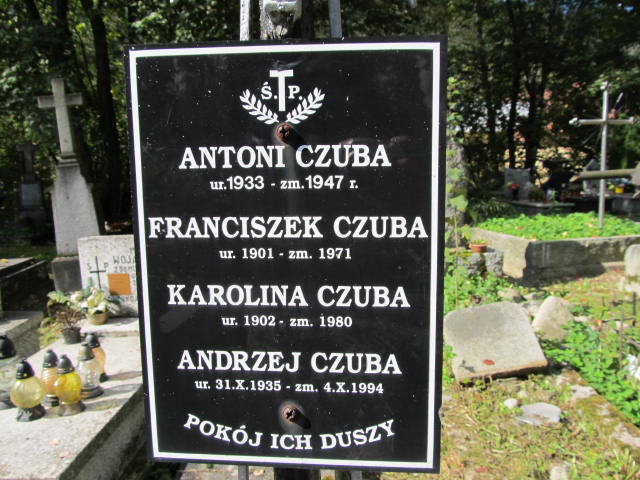 Ś. P.
ANTONI CZUBA
ur.1933 - zm.1947 r.
FRANCISZEK CZUBA
ur. 1901 - zm. 1971
KAROLINA CZUBA
ur. 1902 - zm. 1980
ANDRZEJ CZUBA
ur. 31.X.1935 - zm. 4.X.1994
POKÓJ ICH DUSZY